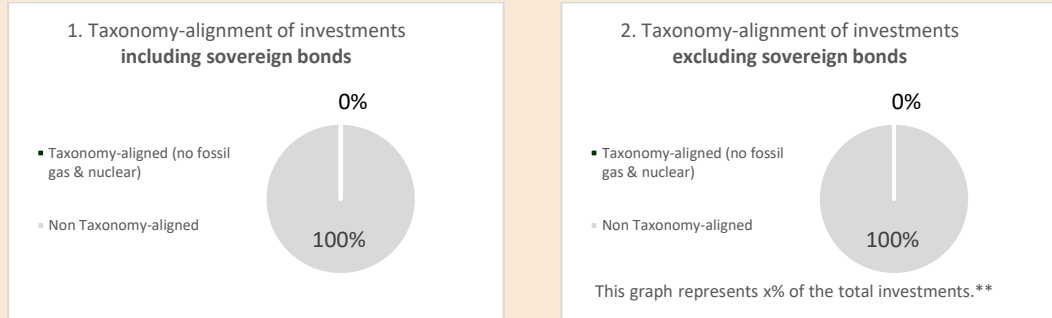 1. Taxonomy-alignment of investments
including sovereign bonds
0%
Taxonomy-aligned (no fossil
gas & nuclear)
Non Taxonomy-aligned
100%
2. Taxonomy-alignment of investments
excluding sovereign bonds
0%
Taxonomy-aligned (no fossil
gas & nuclear)
Non Taxonomy-aligned
100%
This graph represents x% of the total investments.**